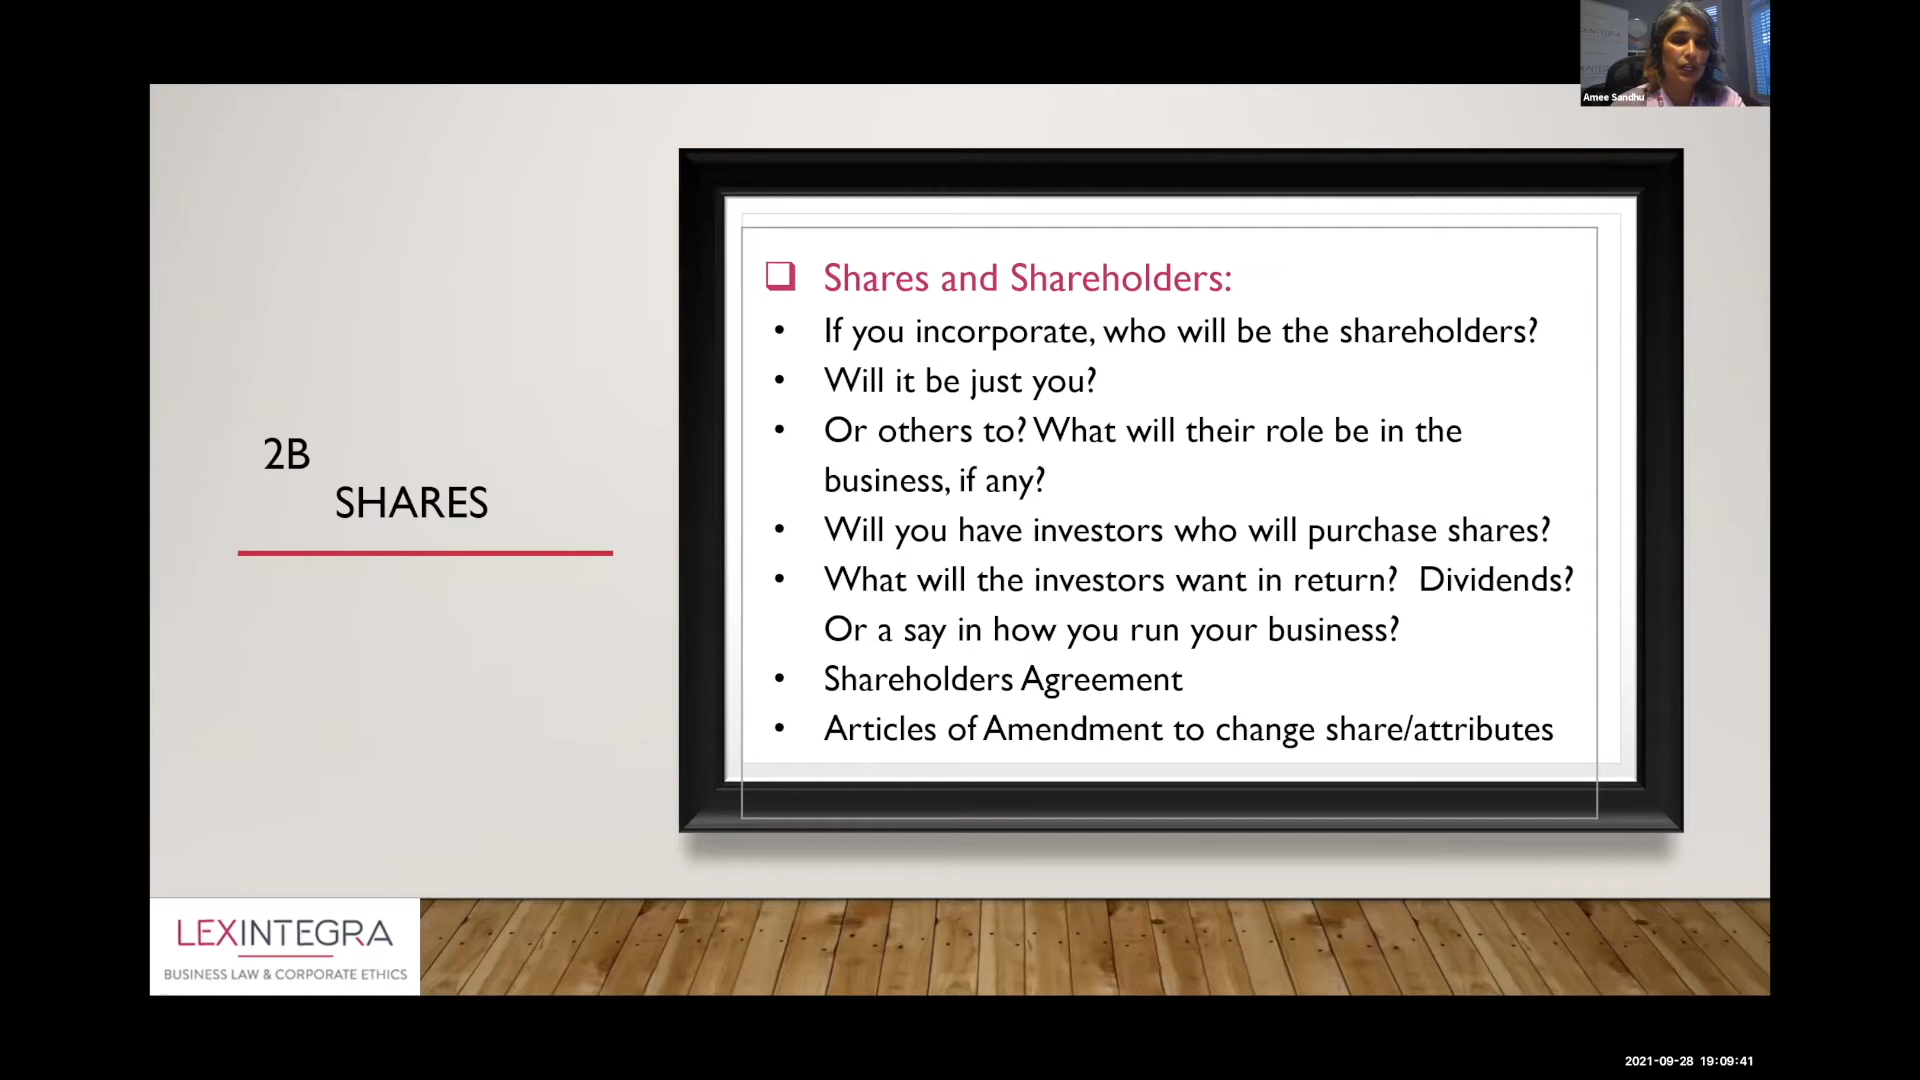 Amee Sandhu
2B
SHARES
Shares and Shareholders:
• If you incorporate, who will be the shareholders?
• Will it be just you?
• Or others to? What will their role be in the
business, if any?
• Will you have investors who will purchase shares?
• What will the investors want in return? Dividends?
Or a say in how you run your business?
• Shareholders Agreement
• Articles of Amendment to change share/attributes
LEXINTEGRA
BUSINESS LAW & CORPORATE ETHICS
2021-09-28 19:09:41